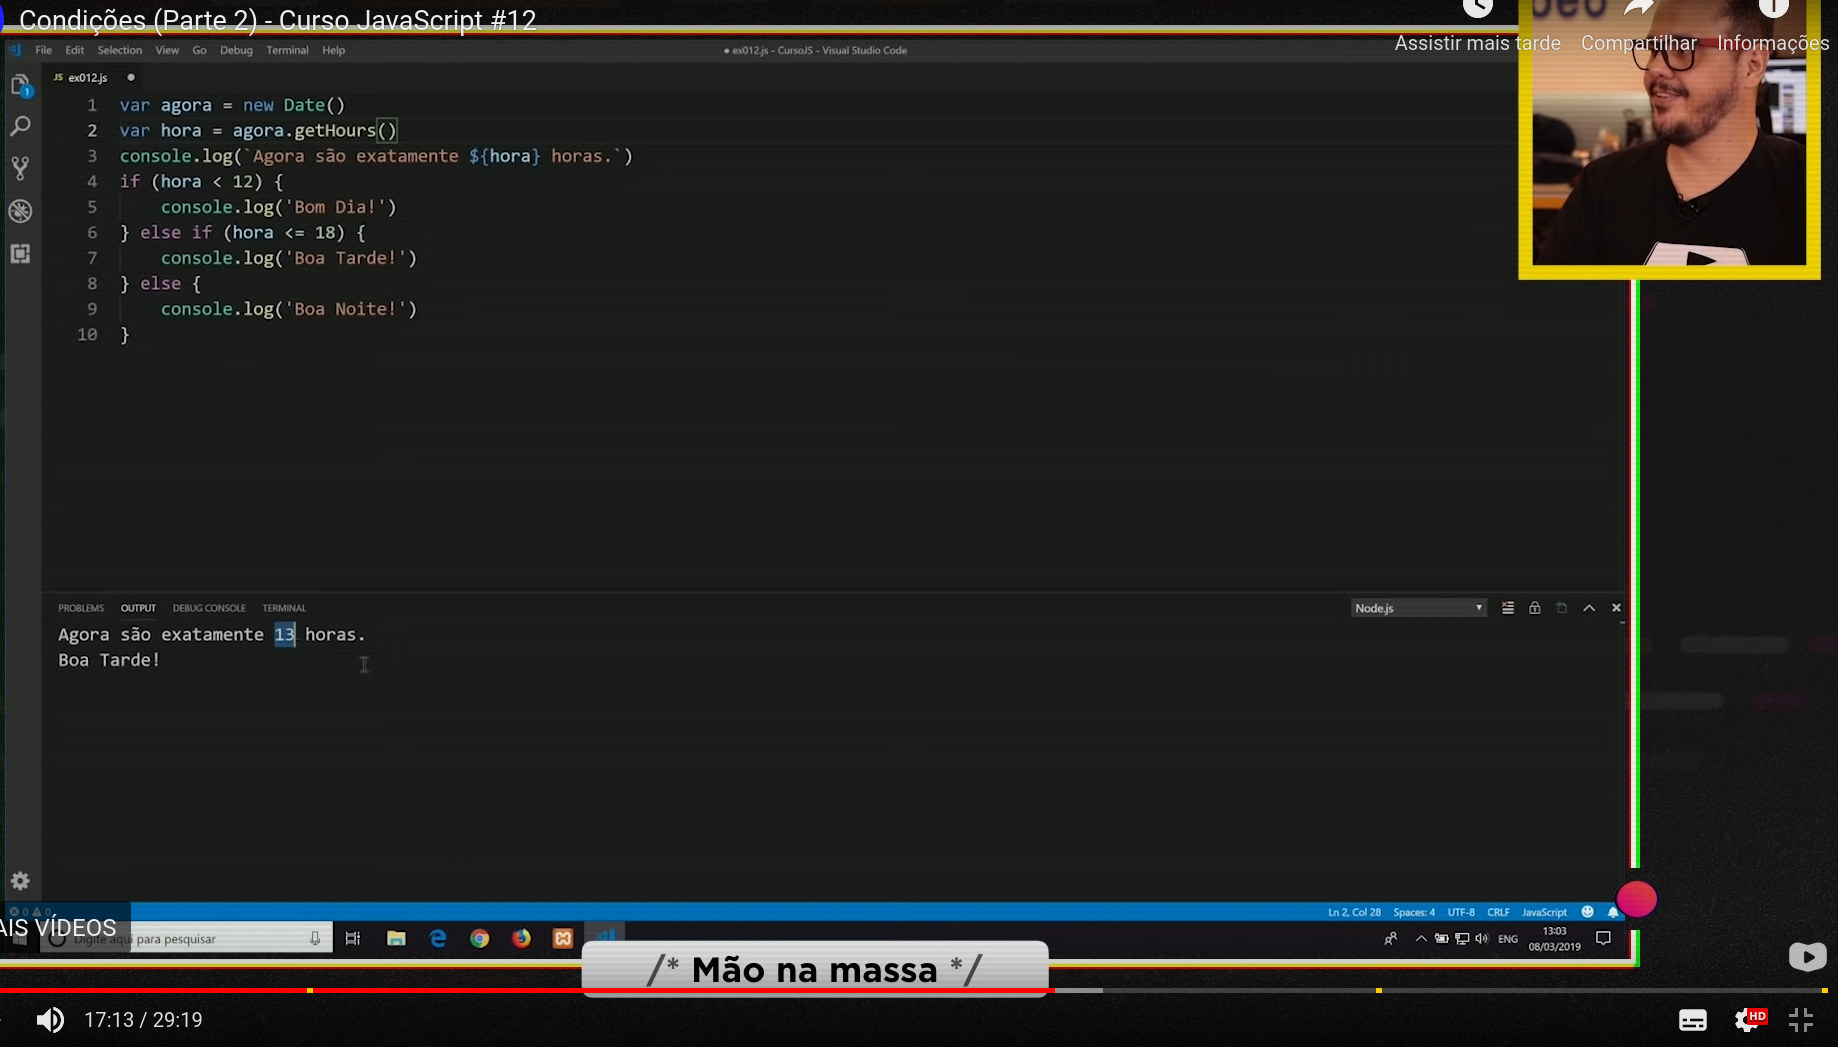 Condições (Parte 2) - Curso JavaScript #12
Assistir mais tarde Compartilhar Informações
File Edit Selection View Go Debug Terminal Help
● ex012.js - CursoJS - Visual Studio Code
JS ex012.js ●
1
1 var agora = new Date()
2 var hora = agora.getHours()
3 console.log(`Agora são exatamente ${hora} horas.`)
4 if (hora < 12) {
5 console.log('Bom Dia!')
6 } else if (hora <= 18) {
7 console.log('Boa Tarde!')
8 } else {
9 console.log('Boa Noite!')
10 }
PROBLEMS OUTPUT DEBUG CONSOLE TERMINAL
Node.js
Agora são exatamente 13 horas.
Boa Tarde!
0 0
Ln 2, Col 28 Spaces: 4 UTF-8 CRLF JavaScript
AIS VÍDEOS
Digite aqui para pesquisar
ENG
13:03
08/03/2019
/* Mão na massa */
17:13 / 29:19
HD